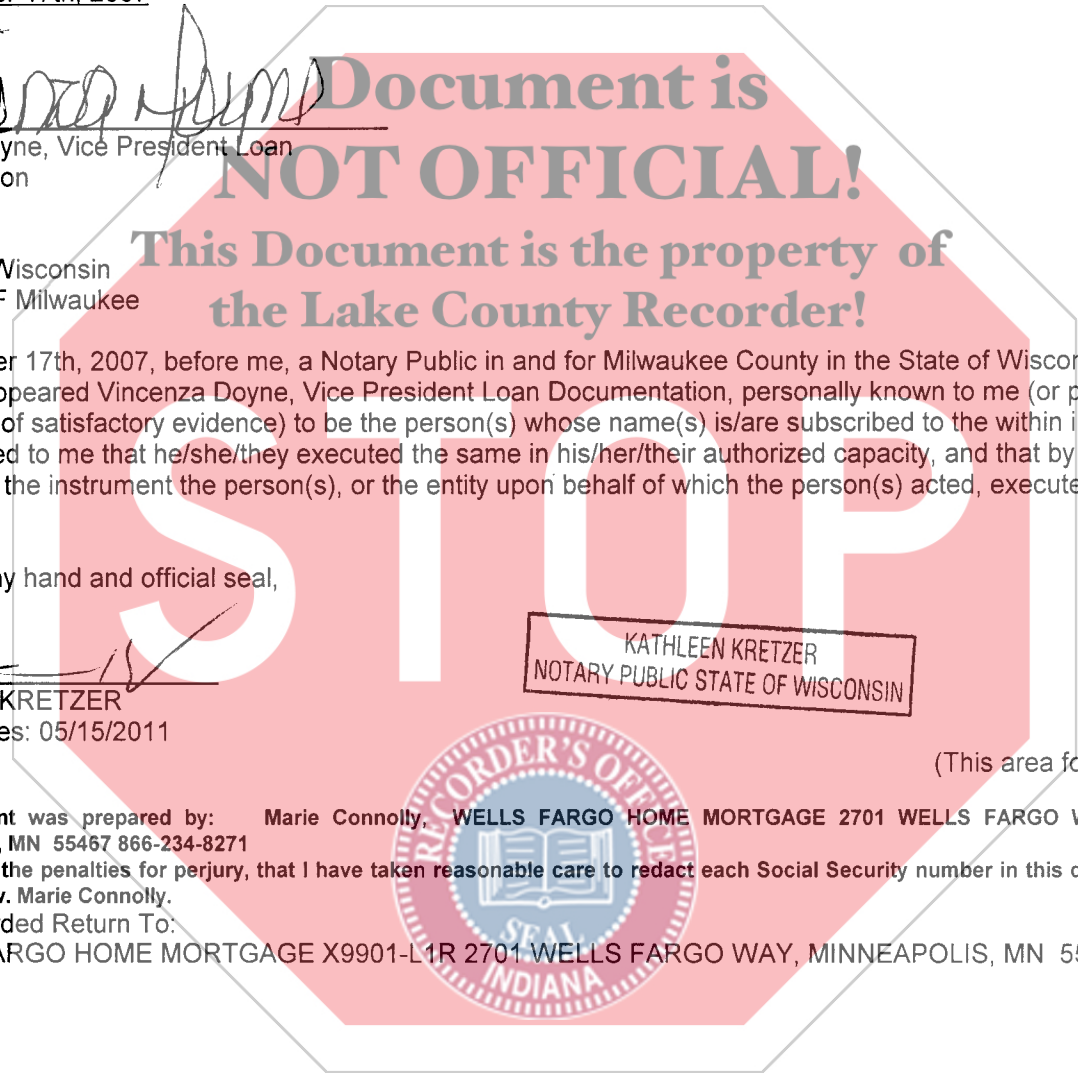 17th, 2007
Document is
yne, Vice President Loan
on
NOT OFFICIAL!
This Document is the property of
the Lake County Recorder!
Wisconsin
F Milwaukee
er 17th, 2007, before me, a Notary Public in and for Milwaukee County in the State of Wiscon
ppeared Vincenza Doyne, Vice President Loan Documentation, personally known to me (or p
of satisfactory evidence) to be the person(s) whose name(s) is/are subscribed to the within i
ed to me that he/she/they executed the same in his/her/their authorized capacity, and that by
the instrument the person(s), or the entity upon behalf of which the person(s) acted, execute
STOP
y hand and official seal,
KATHLEEN KRETZER
NOTARY PUBLIC STATE OF WISCONSIN
KRETZER
es: 05/15/2011
(This area fo
nt was prepared by: Marie Connolly, WELLS FARGO HOME MORTGAGE 2701 WELLS FARGO W
, MN 55467 866-234-8271
the penalties for perjury, that I have taken reasonable care to redact each Social Security number in this d
v. Marie Connolly.
ded Return To:
ARGO HOME MORTGAGE X9901-L1R 2701 WELLS FARGO WAY, MINNEAPOLIS, MN 55
RECORDER'S OFFICE
SEAL
INDIANA